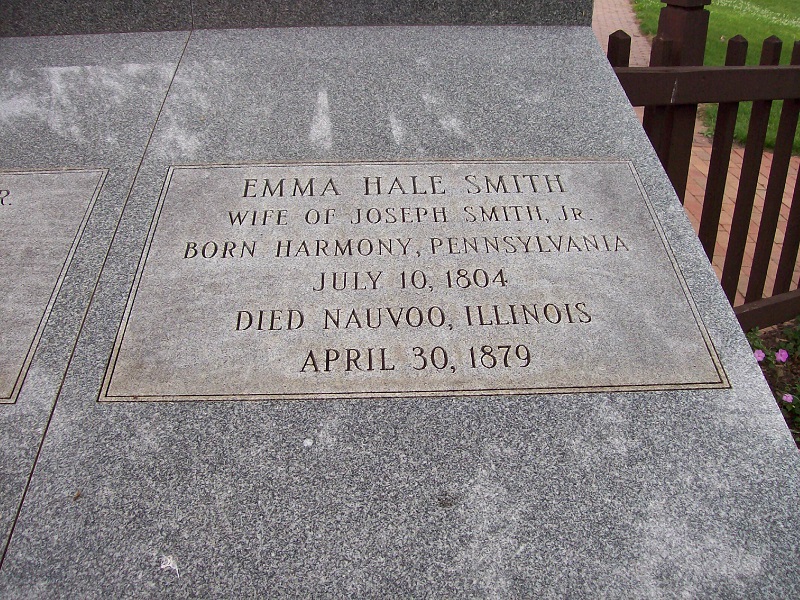 R.
EMMA HALE SMITH
WIFE OF JOSEPH SMITH, JR.
BORN HARMONY, PENNSYLVANIA
JULY 10, 1804
DIED NAUVOO, ILLINOIS
APRIL 30, 1879